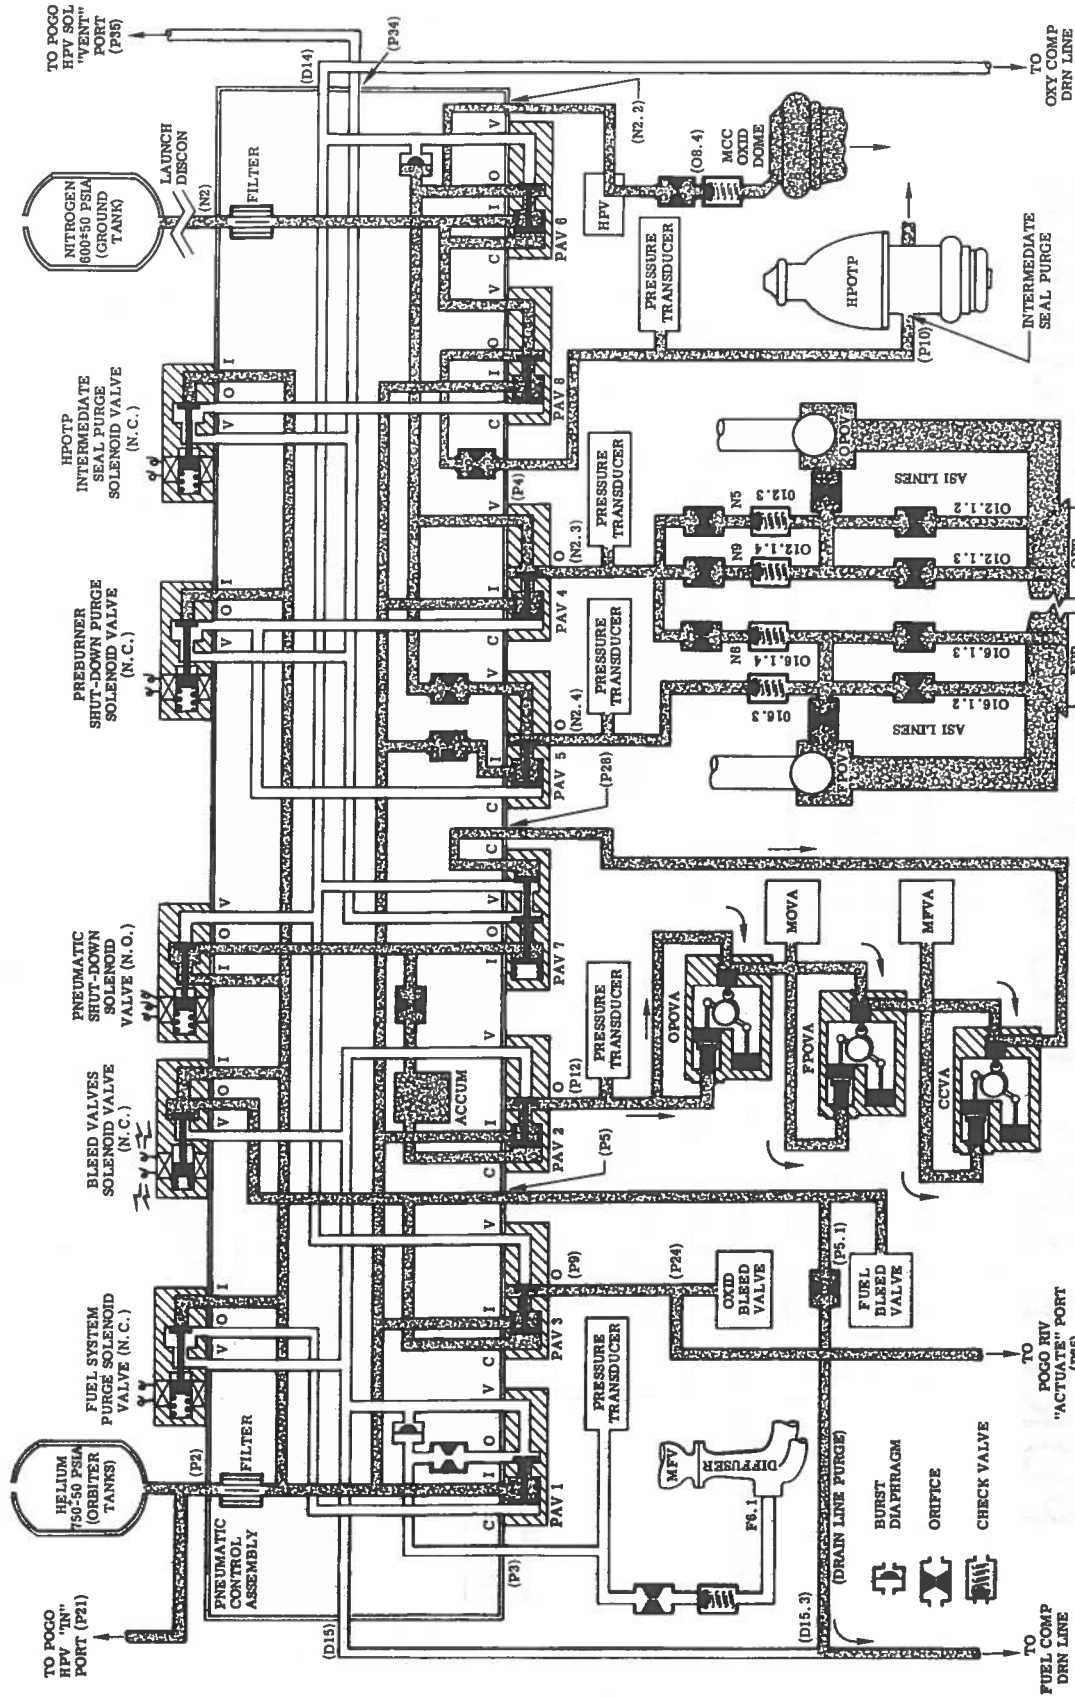 TO POGO
HPV "IN"
PORT (P21)
HELIUM
750±50 PSIA
(ORBITER
TANKS)
(P2)
FILTER
PNEUMATIC
CONTROL
ASSEMBLY
FUEL SYSTEM
PURGE SOLENOID
VALVE (N.C.)
V O I
BLEED VALVES
SOLENOID VALVE
(N.C.)
V O I
PNEUMATIC
SHUT-DOWN
SOLENOID
VALVE (N.O.)
I O V
PREBURNER
SHUT-DOWN PURGE
SOLENOID VALVE
(N.C.)
V O I
HPOTP
INTERMEDIATE
SEAL PURGE
SOLENOID VALVE
(N.C.)
V O I
NITROGEN
600±50 PSIA
(GROUND
TANK)
LAUNCH
DISCON
(N2)
FILTER
TO POGO
HPV SOL
"VENT"
PORT
(P35)
(D14)
(P34)
(D15)
(P3)
C I O V
PAV 1
C I O V
PAV 3
(P9)
C I O V
PAV 2
(P12)
(P5)
ACCUM
I O V C
PAV 7
(P28)
C I O V
PAV 5
(N2.4)
C I O V
PAV 4
(N2.3)
(P4)
C I O V
PAV 8
C I O V
PAV 6
(N2.2)
PRESSURE
TRANSDUCER
PRESSURE
TRANSDUCER
PRESSURE
TRANSDUCER
PRESSURE
TRANSDUCER
PRESSURE
TRANSDUCER
HPV
(O8.4)
MCC
OXID
DOME
TO
OXY COMP
DRN LINE
HPOTP
(P10)
INTERMEDIATE
SEAL PURGE
(P24)
OXID
BLEED
VALVE
(P5.1)
FUEL
BLEED
VALVE
MFV
DIFFUSER
F6.1
OPOVA
MOVA
FPOVA
MFVA
CCVA
N8
N9
N5
O16.3
O16.1.4
O12.1.4
O12.3
O16.1.2
O16.1.3
O12.1.3
O12.1.2
FPOV
OPOV
ASI LINES
ASI LINES
(D15.3)
(DRAIN LINE PURGE)
BURST
DIAPHRAGM
ORIFICE
CHECK VALVE
TO
FUEL COMP
DRN LINE
TO
POGO RIV
"ACTUATE" PORT